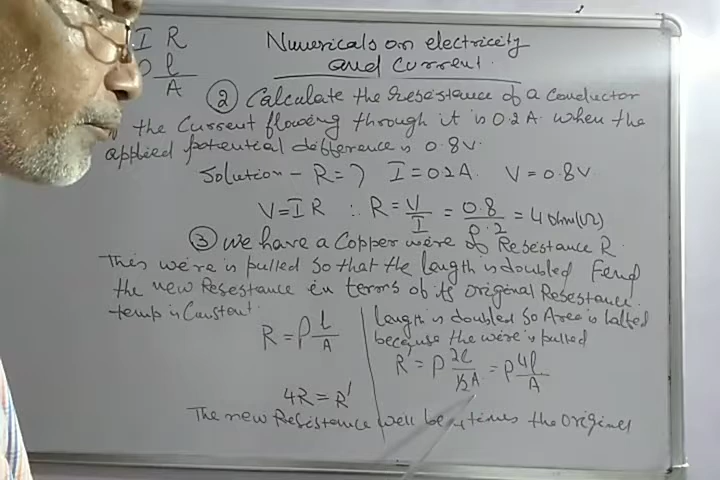 I R
l
A
Numericals on electricity
and Current.
② Calculate the Resistance of a Conductor
the Current flowing through it is 0.2A. when the
applied potential difference is 0.8V.
Solution - R = ? I = 02A. V = 0.8V
V = IR ∴ R = V/I = 0.8/0.2 = 4 ohm(Ω)
③ we have a Copper wire of Resistance R.
This wire is pulled so that the length is doubled Find
the new Resistance in terms of its original Resistance.
temp is Constant.
R = ρ l/A
4R = R'
length is doubled so Area is halfed
because the wire is pulled
R' = ρ 2l/½A = ρ 4l/A
The new Resistance will be 4 times the original